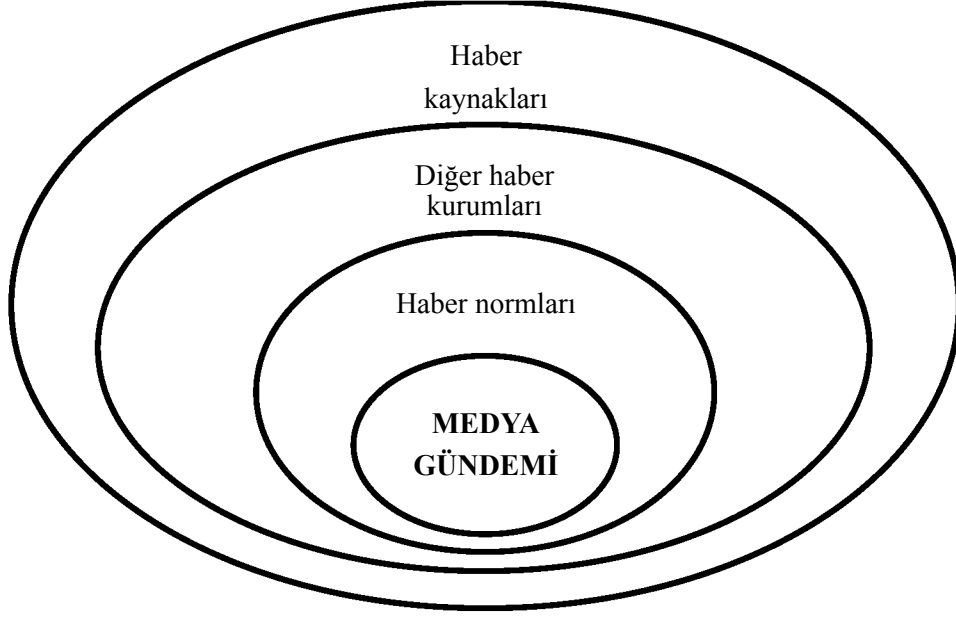 Haber
kaynakları
Diğer haber
kurumları
Haber normları
MEDYA
GÜNDEMİ